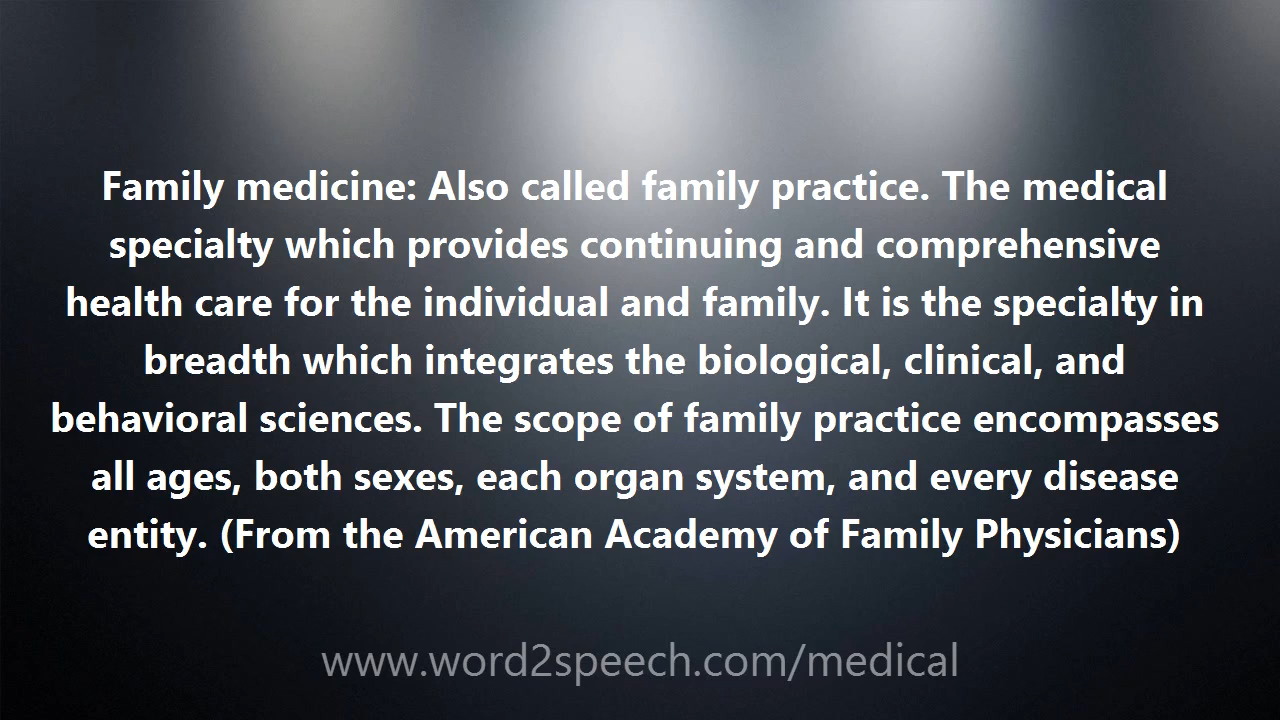 Family medicine: Also called family practice. The medical
specialty which provides continuing and comprehensive
health care for the individual and family. It is the specialty in
breadth which integrates the biological, clinical, and
behavioral sciences. The scope of family practice encompasses
all ages, both sexes, each organ system, and every disease
entity. (From the American Academy of Family Physicians)
www.word2speech.com/medical